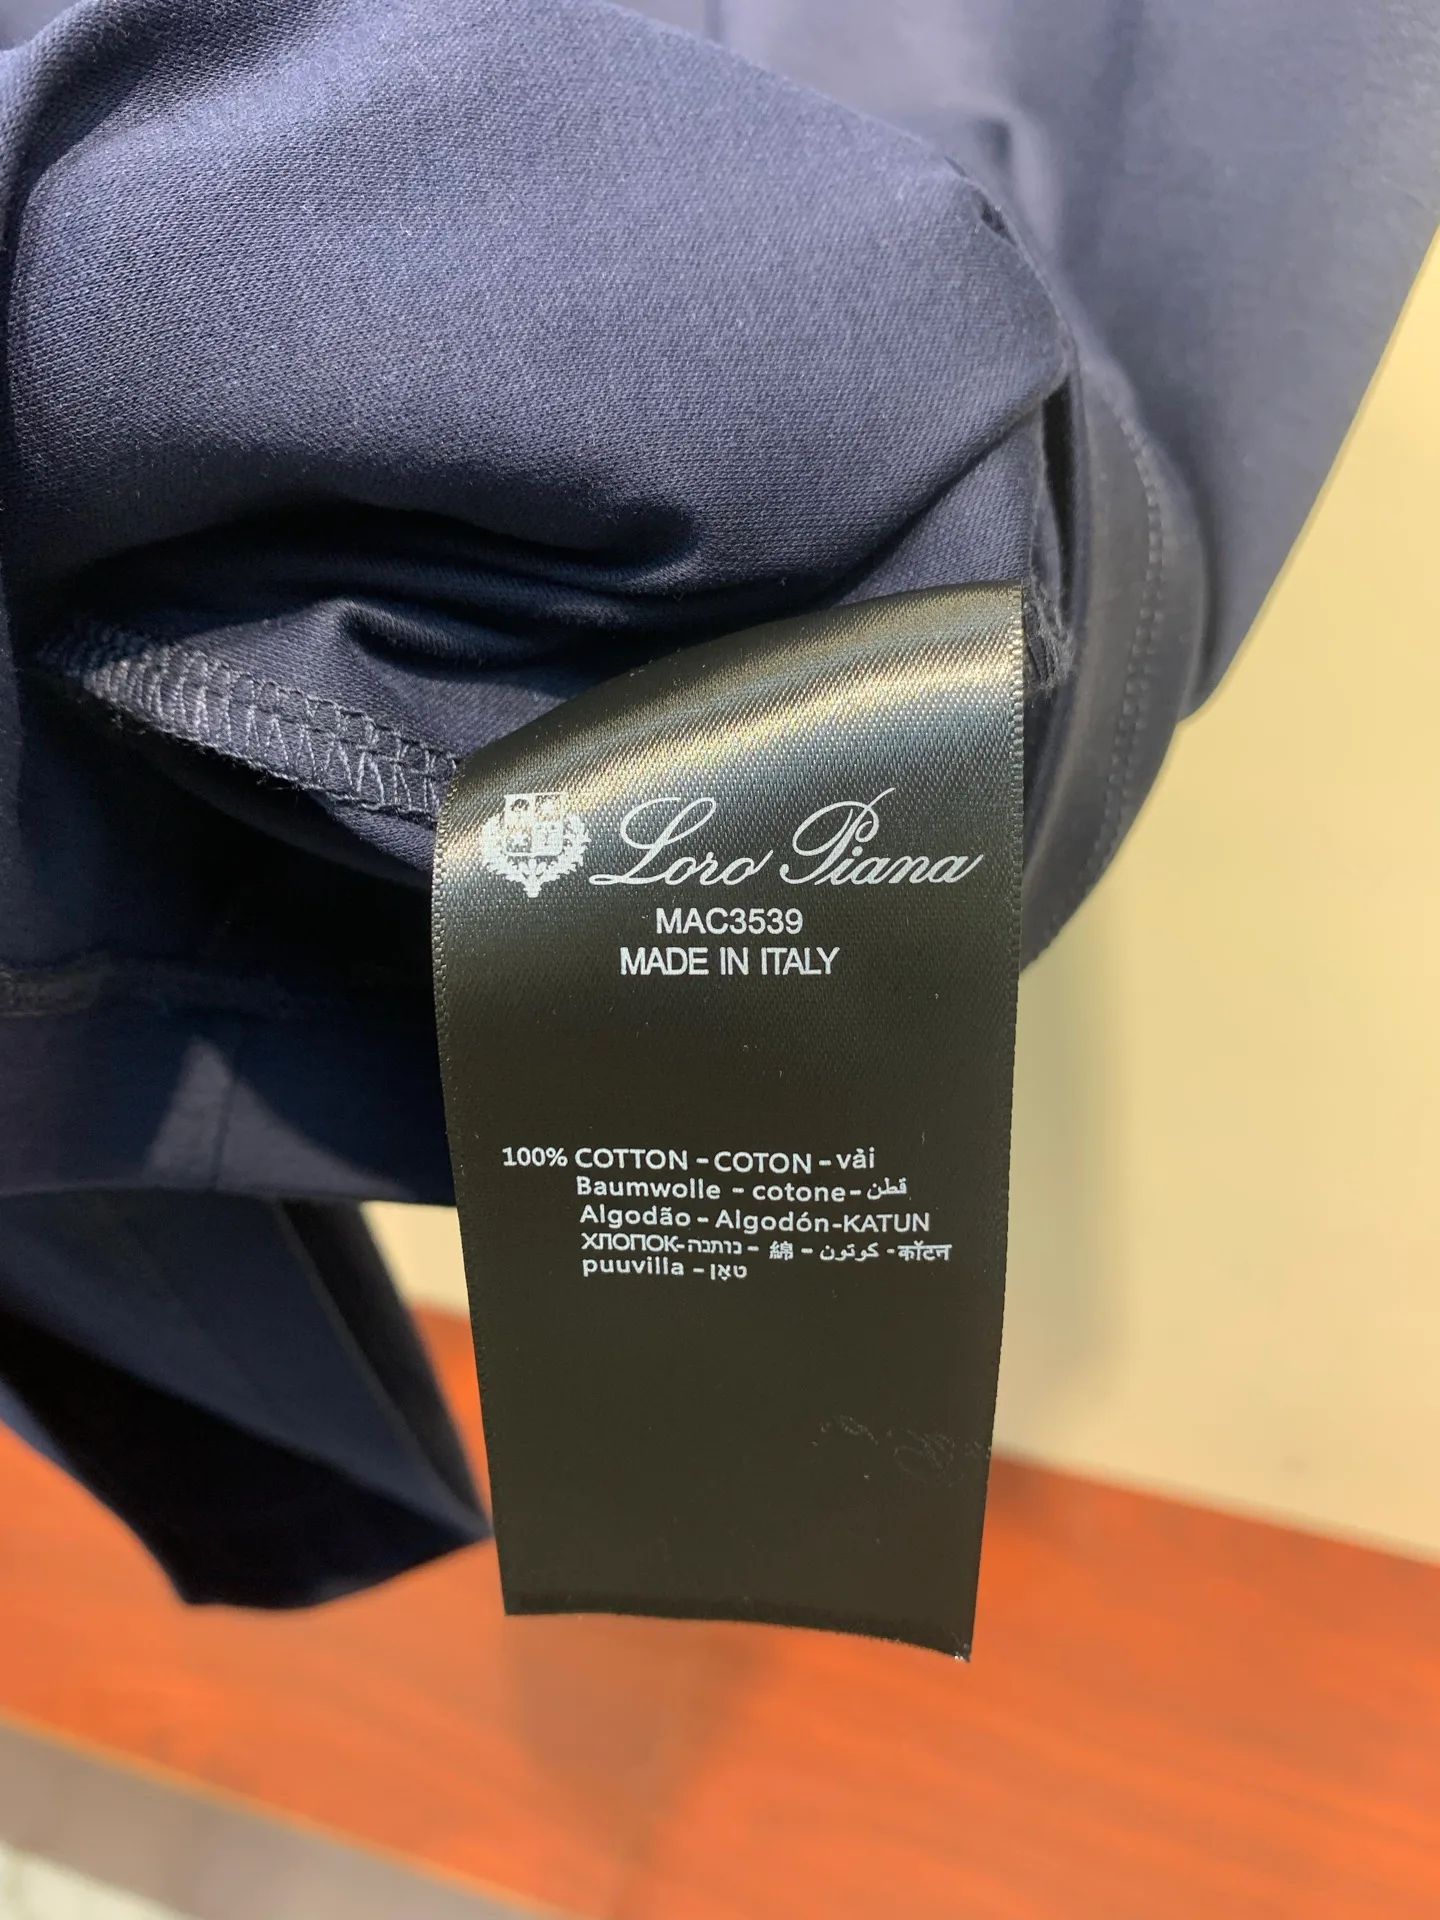 Loro Piana
MAC3539
MADE IN ITALY
100% COTTON - COTON - vải
Baumwolle - cotone - قطن
Algodão - Algodón-KATUN
ХЛОПОК-כותנה - 綿 - كوتون - कॉटन
puuvilla - טאָן